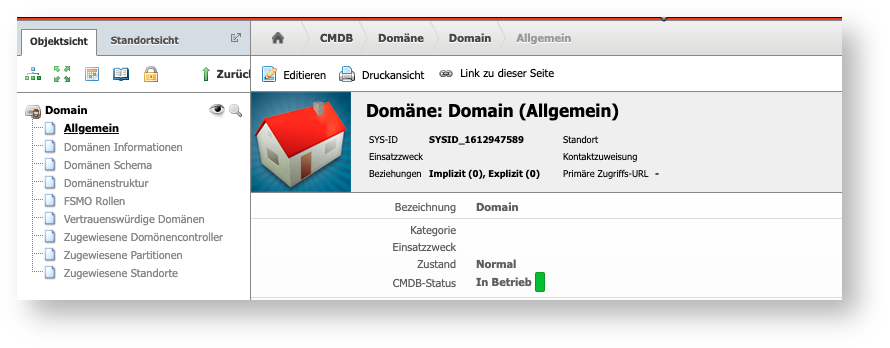 Objektsicht Standortsicht
CMDB Domäne Domain Allgemein
Zurück
Editieren Druckansicht Link zu dieser Seite
Domain
Allgemein
Domänen Informationen
Domänen Schema
Domänenstruktur
FSMO Rollen
Vertrauenswürdige Domänen
Zugewiesene Domönencontroller
Zugewiesene Partitionen
Zugewiesene Standorte
Domäne: Domain (Allgemein)
SYS-ID SYSID_1612947589 Standort
Einsatzzweck Kontaktzuweisung
Beziehungen Implizit (0), Explizit (0) Primäre Zugriffs-URL -
Bezeichnung Domain
Kategorie
Einsatzzweck
Zustand Normal
CMDB-Status In Betrieb